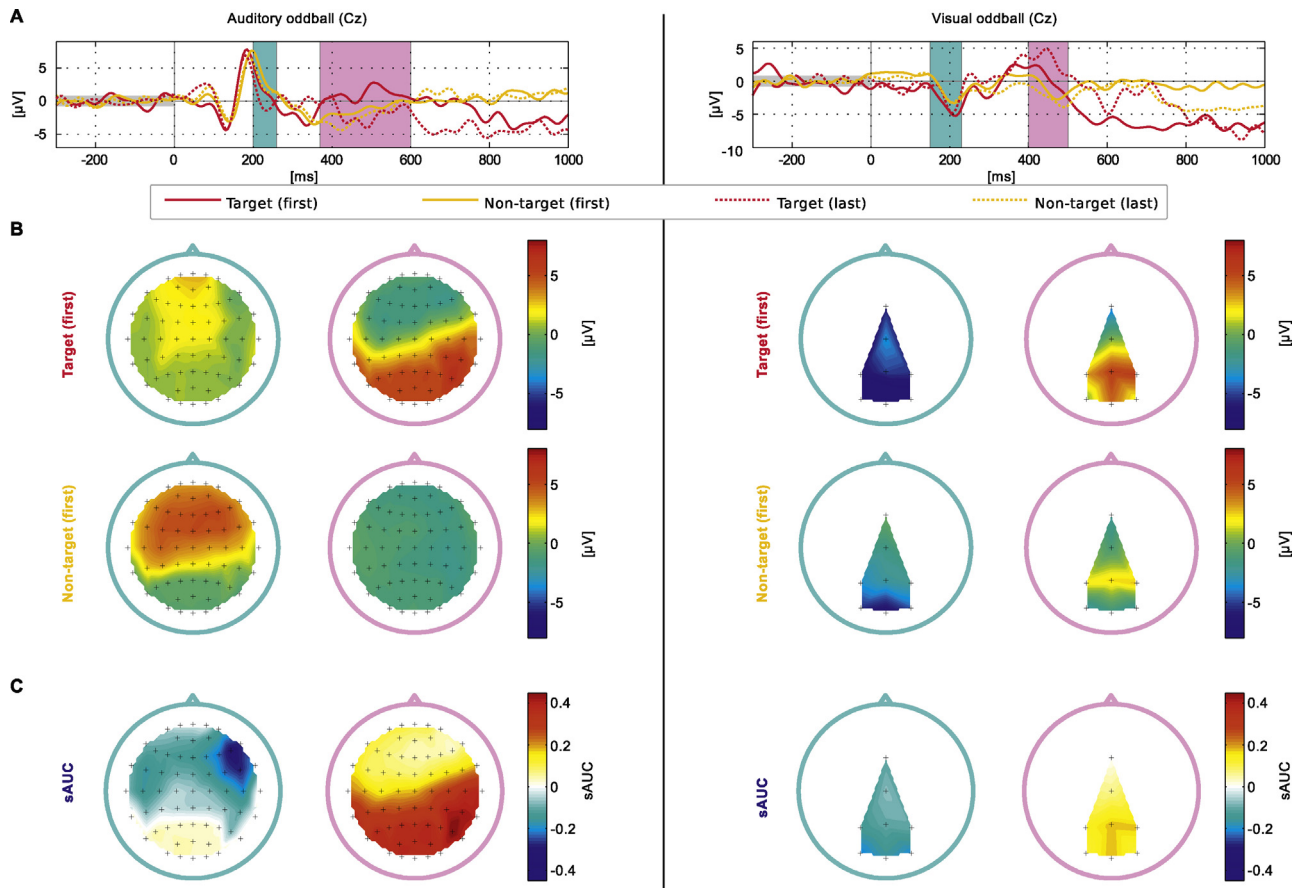 A
Auditory oddball (Cz)
Visual oddball (Cz)
[µV]
5
0
-5
-200 0 200 400 600 800 1000
[ms]
[µV]
5
0
-5
-10
-200 0 200 400 600 800 1000
[ms]
Target (first) Non-target (first) Target (last) Non-target (last)
B
Target (first)
5
0
-5
[µV]
Target (first)
5
0
-5
[µV]
Non-target (first)
5
0
-5
[µV]
Non-target (first)
5
0
-5
[µV]
C
sAUC
0.4
0.2
0
-0.2
-0.4
sAUC
sAUC
0.4
0.2
0
-0.2
-0.4
sAUC